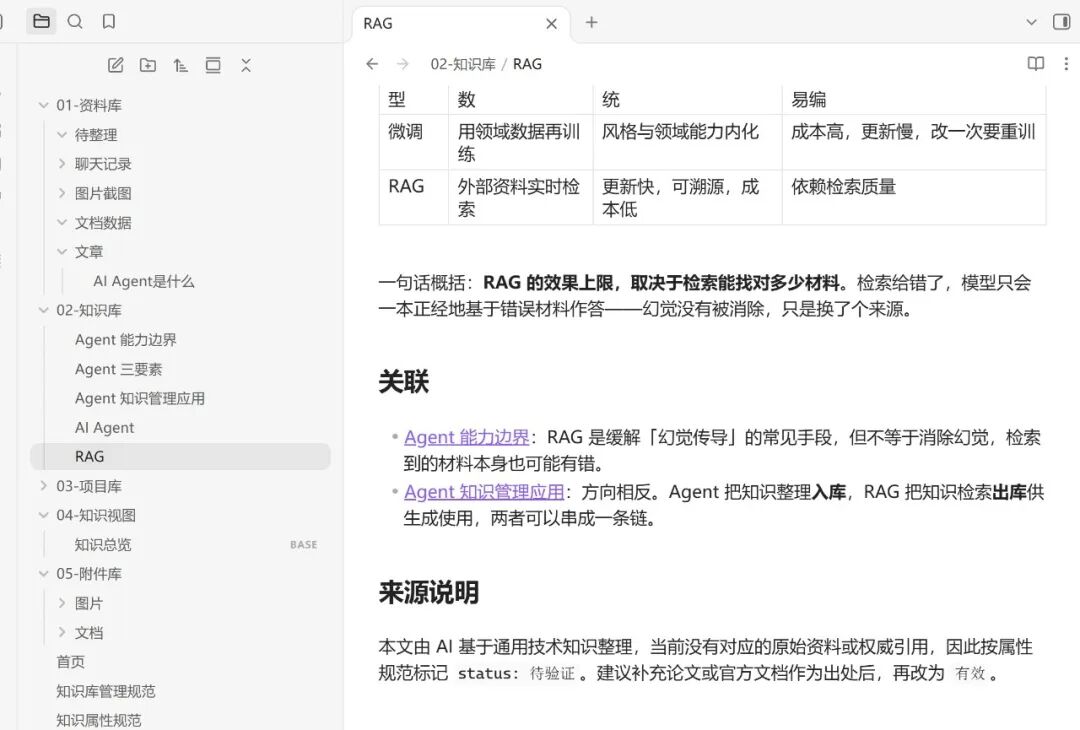 RAG
02-知识库 / RAG
01-资料库
待整理
聊天记录
图片截图
文档数据
文章
AI Agent是什么
02-知识库
Agent 能力边界
Agent 三要素
Agent 知识管理应用
AI Agent
RAG
03-项目库
04-知识视图
知识总览 BASE
05-附件库
图片
文档
首页
知识库管理规范
知识属性规范
型 数 统 易编
微调 用领域数据再训 风格与领域能力内化 成本高，更新慢，改一次要重训
练
RAG 外部资料实时检 更新快，可溯源，成 依赖检索质量
索 本低
一句话概括：RAG 的效果上限，取决于检索能找对多少材料。检索给错了，模型只会
一本正经地基于错误材料作答——幻觉没有被消除，只是换了个来源。
关联
• Agent 能力边界：RAG 是缓解「幻觉传导」的常见手段，但不等于消除幻觉，检索
到的材料本身也可能有错。
• Agent 知识管理应用：方向相反。Agent 把知识整理入库，RAG 把知识检索出库供
生成使用，两者可以串成一条链。
来源说明
本文由 AI 基于通用技术知识整理，当前没有对应的原始资料或权威引用，因此按属性
规范标记 status: 待验证 。建议补充论文或官方文档作为出处后，再改为 有效 。